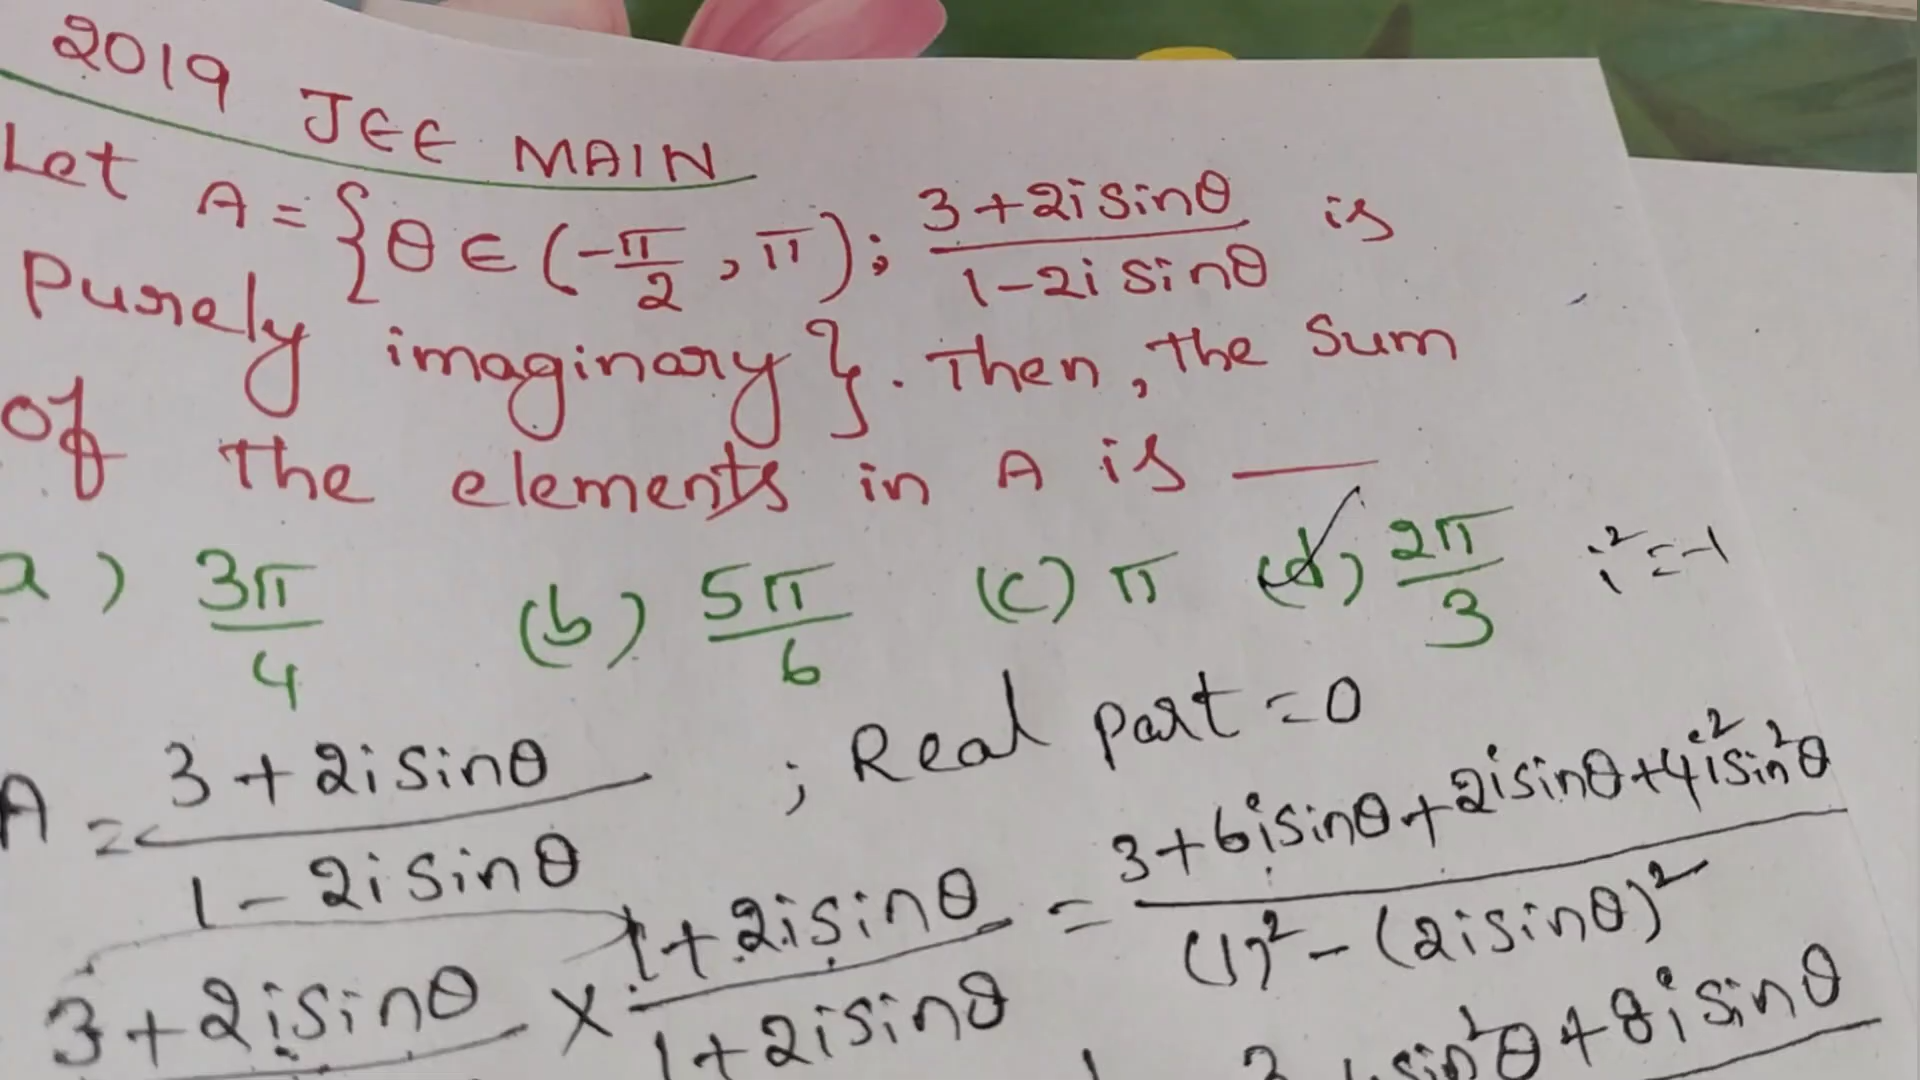 2019 JEE MAIN
Let A = {θ ∈ (-π/2, π); (3+2i sinθ)/(1-2i sinθ) is
Purely imaginary}. Then, the sum
of the elements in A is ___
a) 3π/4 (b) 5π/6 (c) π (d) 2π/3 i² = -1
A = (3+2i sinθ)/(1-2i sinθ) ; Real part = 0
(3+2i sinθ × (1+2i sinθ)/(1+2i sinθ) = (3+6i sinθ+2i sinθ+4i² sin²θ)/((1)²-(2i sinθ)²)
sin²θ + 8i sinθ